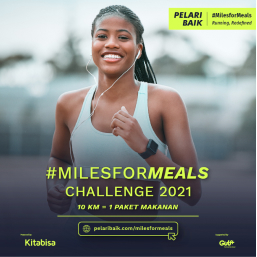 PELARI
BAIK
#MilesforMeals
Running, Redefined
#MILESFORMEALS
CHALLENGE 2021
10 KM = 1 PAKET MAKANAN
pelaribaik.com/milesformeals
Kitabisa